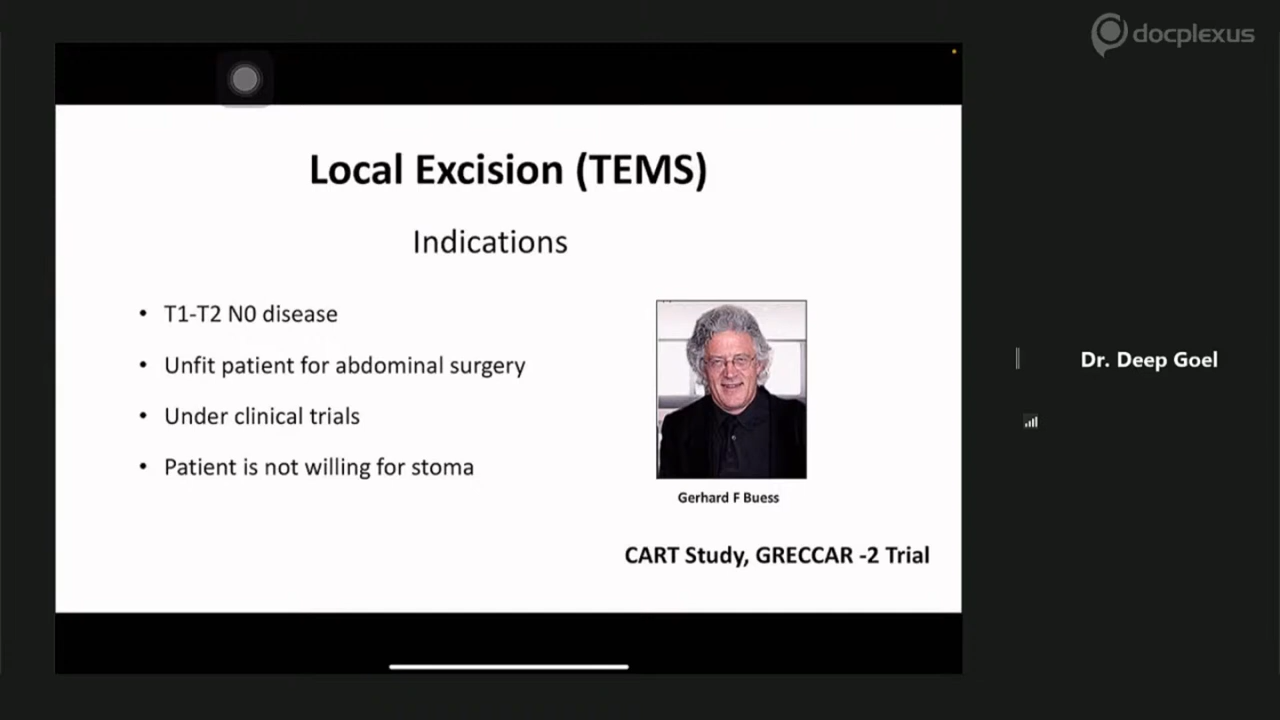 docplexus
Local Excision (TEMS)
Indications
• T1-T2 N0 disease
• Unfit patient for abdominal surgery
• Under clinical trials
• Patient is not willing for stoma
Gerhard F Buess
CART Study, GRECCAR -2 Trial
Dr. Deep Goel